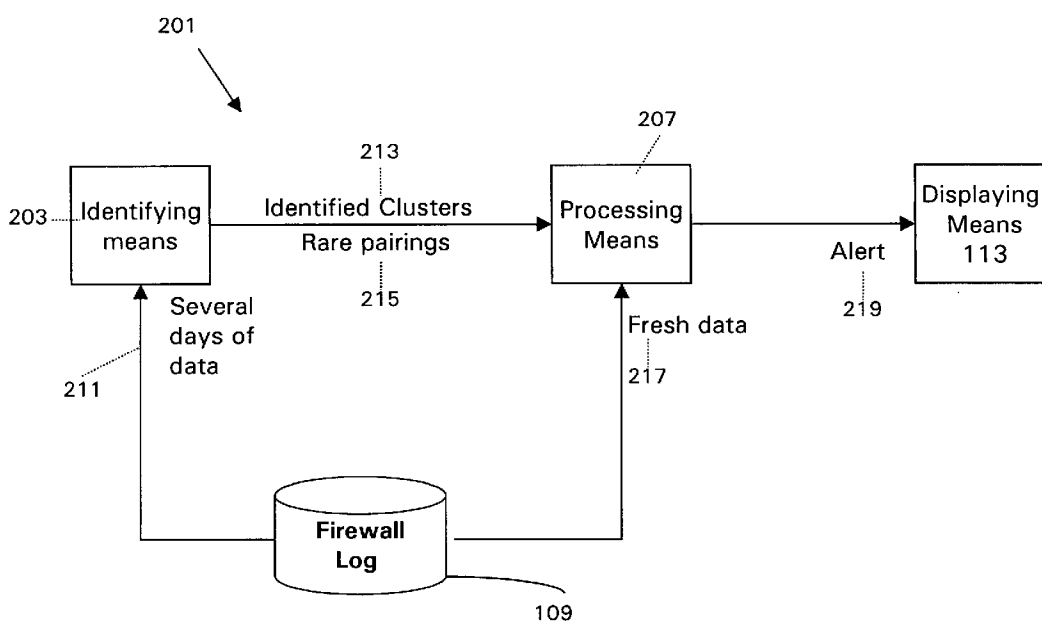 201
207
213
203
Identifying
means
Identified Clusters
Rare pairings
215
Processing
Means
Displaying
Means
113
Alert
219
Several
days of
data
211
Fresh data
217
Firewall
Log
109